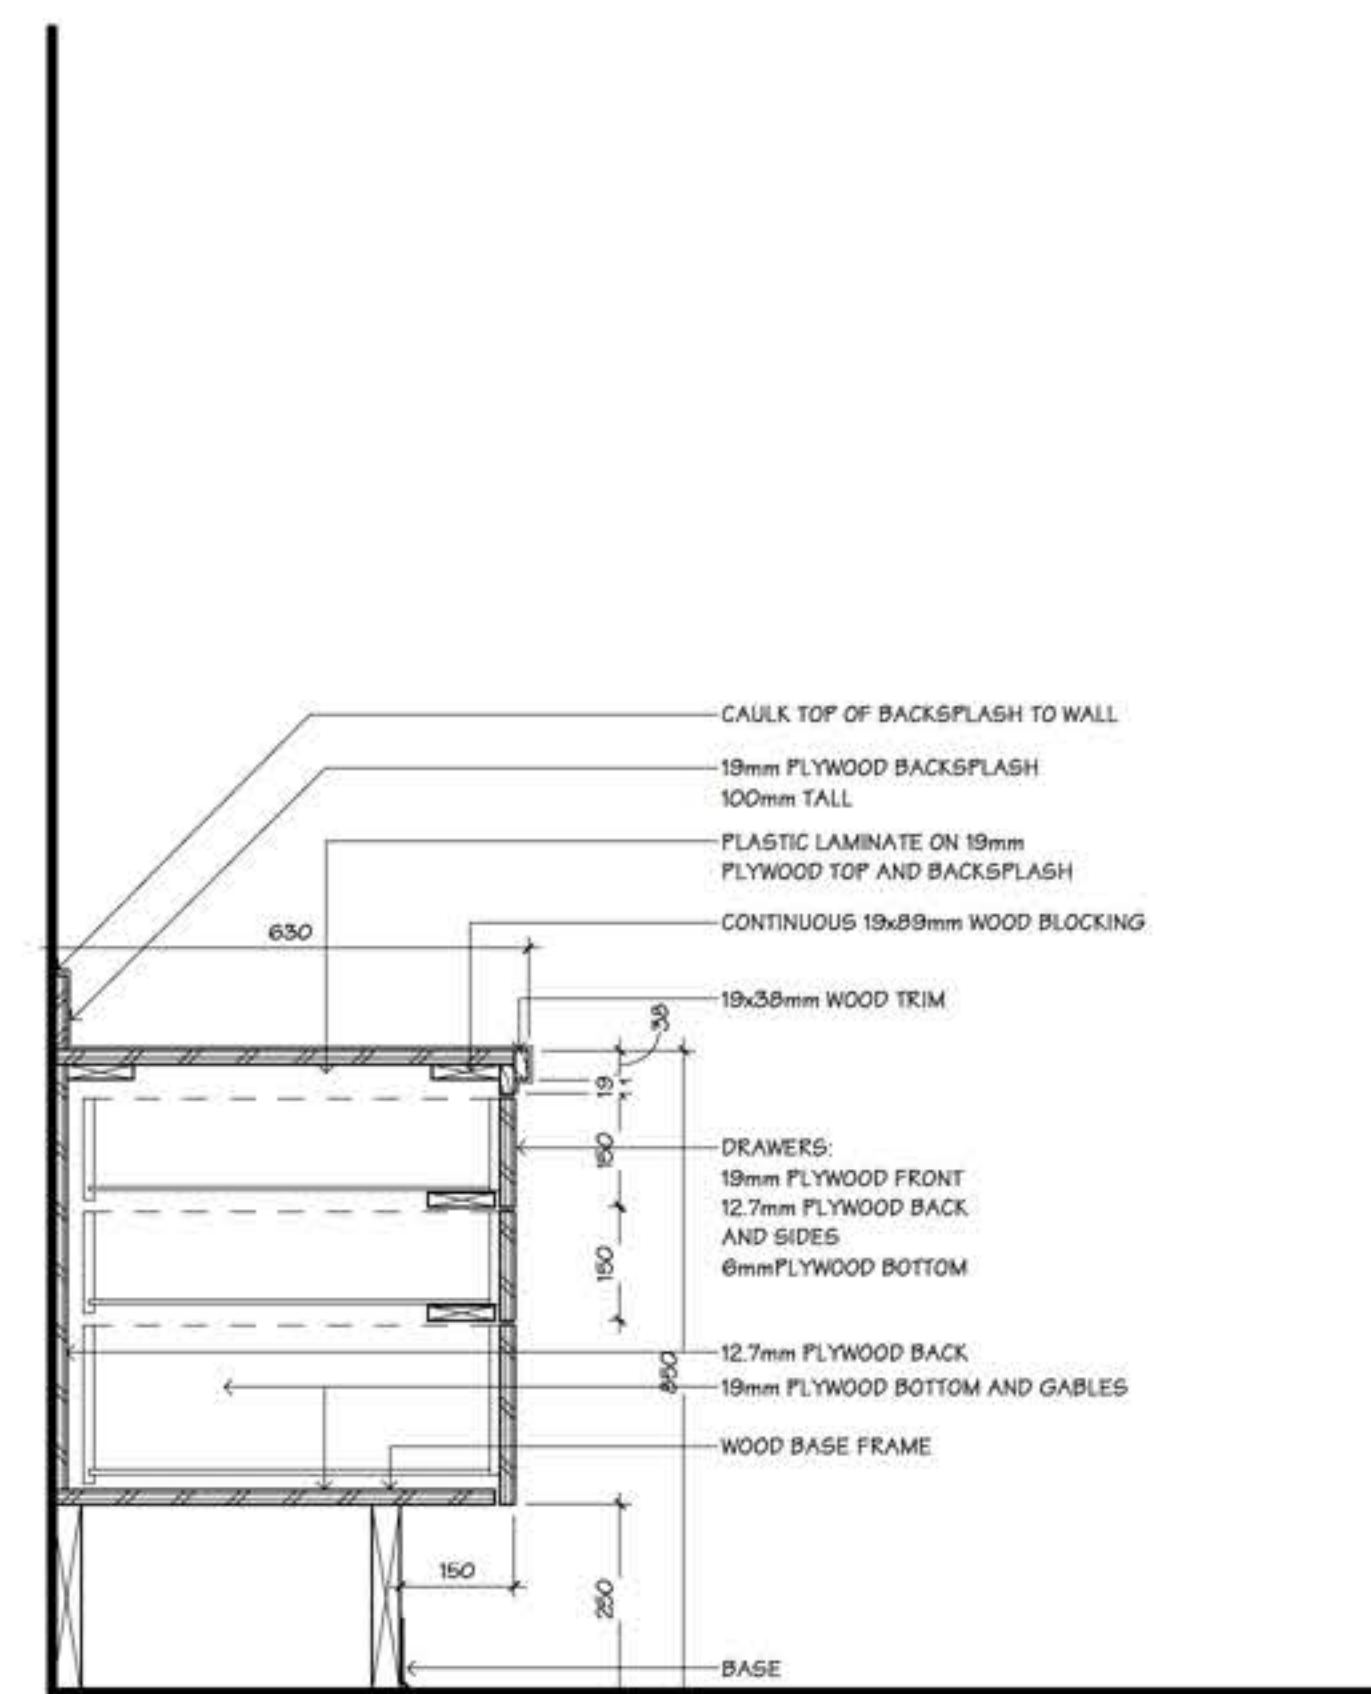 CAULK TOP OF BACKSPLASH TO WALL
19mm PLYWOOD BACKSPLASH
100mm TALL
PLASTIC LAMINATE ON 19mm
PLYWOOD TOP AND BACKSPLASH
CONTINUOUS 19x89mm WOOD BLOCKING
630
19x38mm WOOD TRIM
38
19
11
150
DRAWERS:
19mm PLYWOOD FRONT
12.7mm PLYWOOD BACK
AND SIDES
6mmPLYWOOD BOTTOM
150
12.7mm PLYWOOD BACK
850
19mm PLYWOOD BOTTOM AND GABLES
WOOD BASE FRAME
150
250
BASE